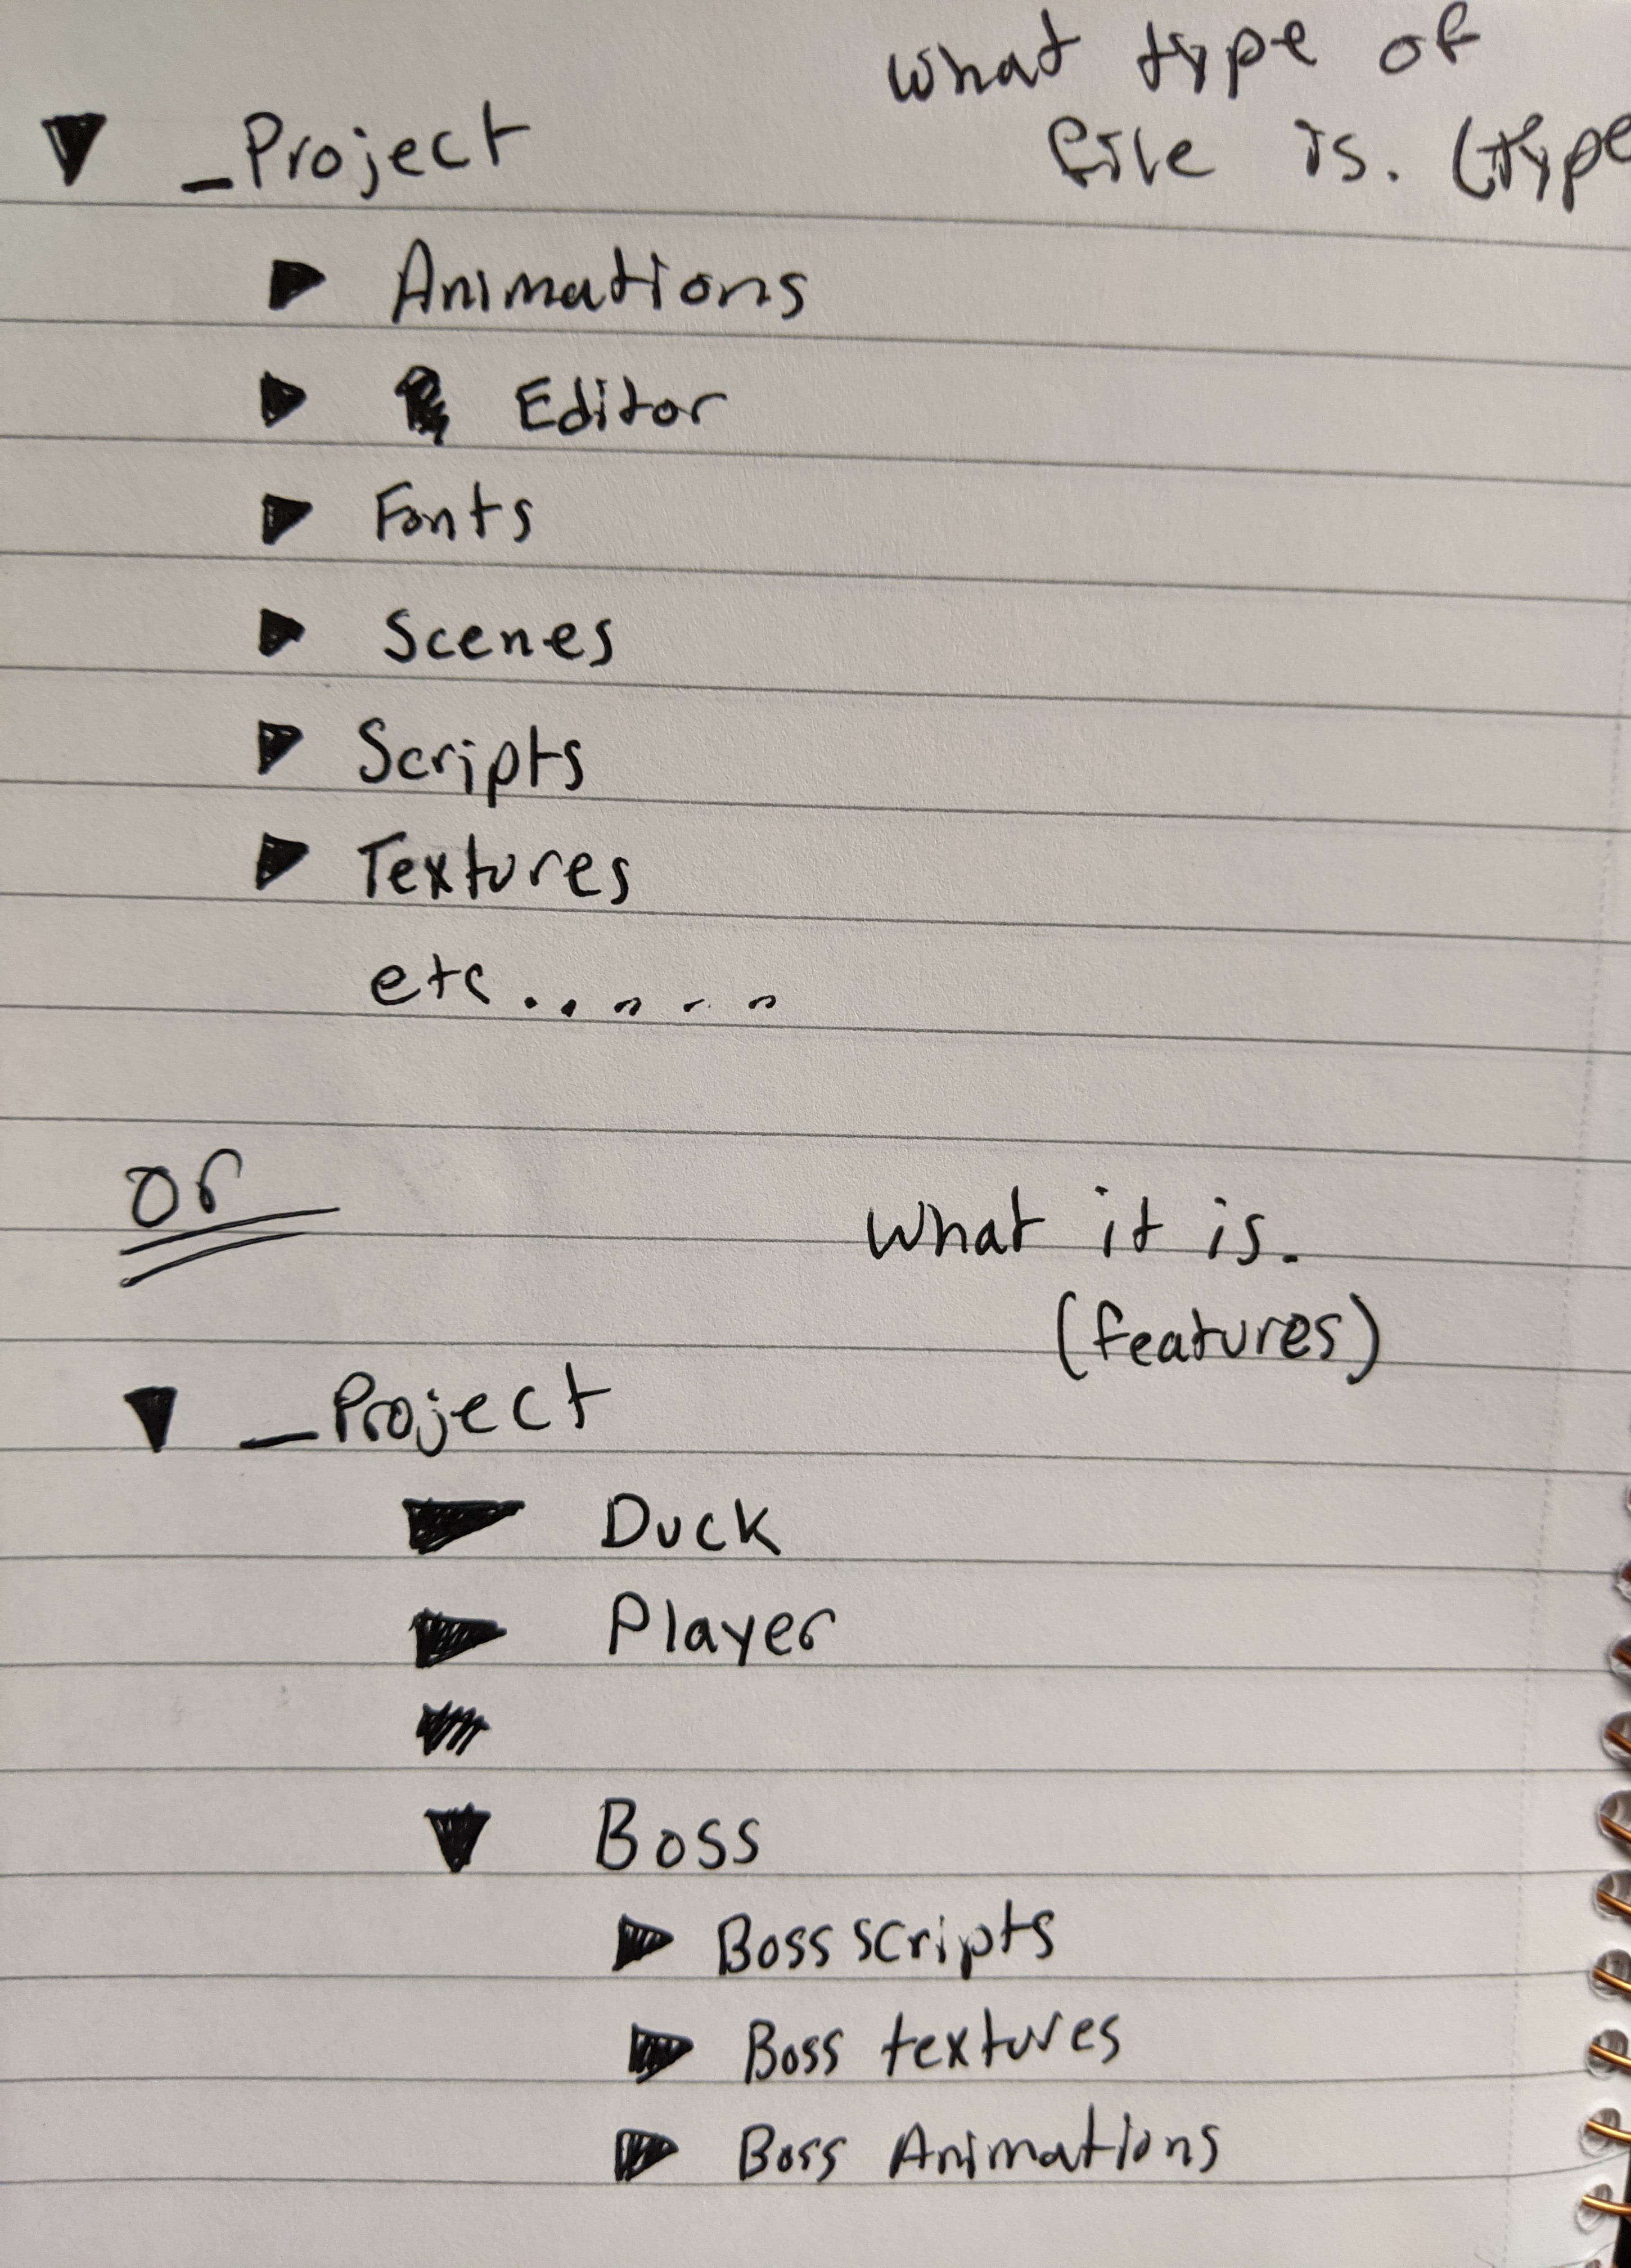 What type of
file is. (type
▼ _Project
▶ Animations
▶ Editor
▶ Fonts
▶ Scenes
▶ Scripts
▶ Textures
etc......
or
What it is.
(features)
▼ _Project
▶ Duck
▶ Player
▼ Boss
▶ Boss scripts
▶ Boss textures
▶ Boss Animations